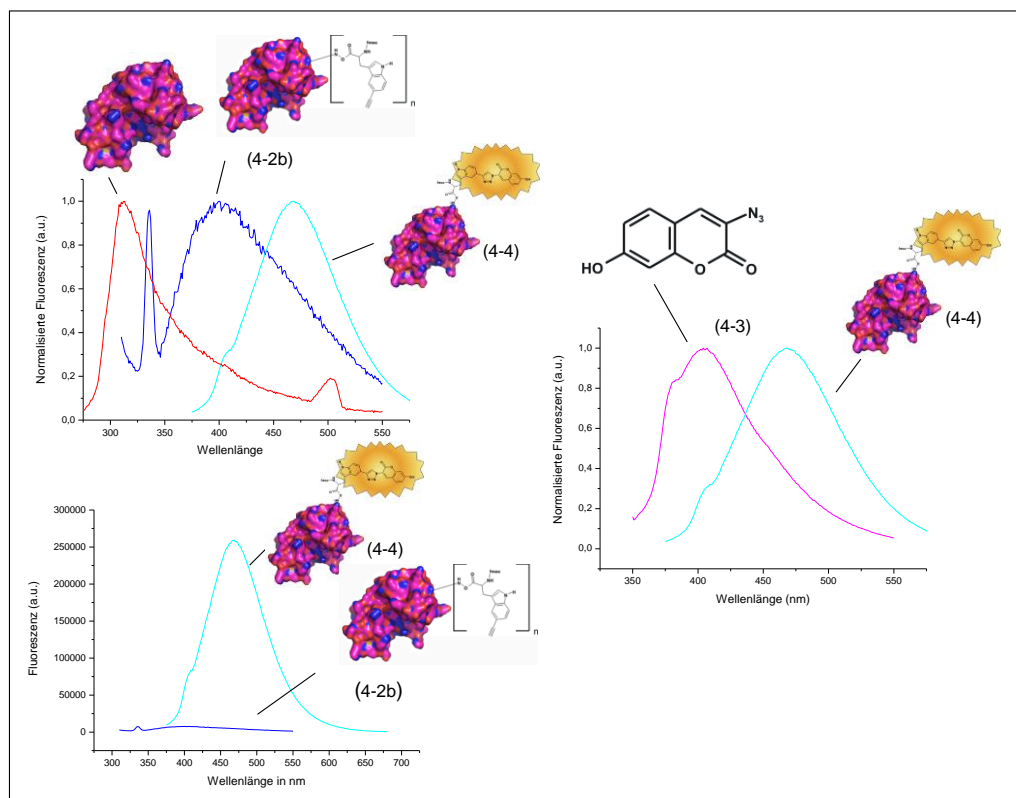 (4-2b)
(4-4)
Normalisierte Fluoreszenz (a.u.)
1,0
0,8
0,6
0,4
0,2
0,0
300 350 400 450 500 550
Wellenlänge
HO
O
O
N3
(4-3)
(4-4)
Normalisierte Fluoreszenz (a.u.)
1,0
0,8
0,6
0,4
0,2
0,0
350 400 450 500 550
Wellenlänge (nm)
(4-4)
n
(4-2b)
Fluoreszenz (a.u.)
300000
250000
200000
150000
100000
50000
0
300 350 400 450 500 550 600 650 700
Wellenlänge in nm